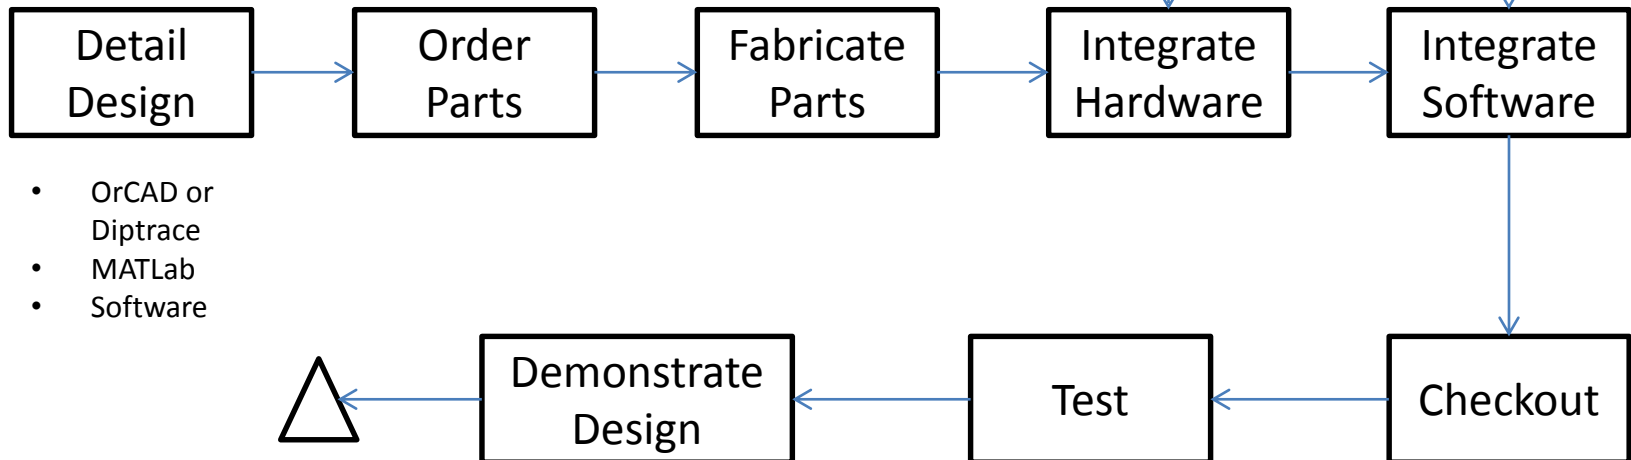 Detail
Design
Order
Parts
Fabricate
Parts
Integrate
Hardware
Integrate
Software
• OrCAD or
Diptrace
• MATLab
• Software
Demonstrate
Design
Test
Checkout